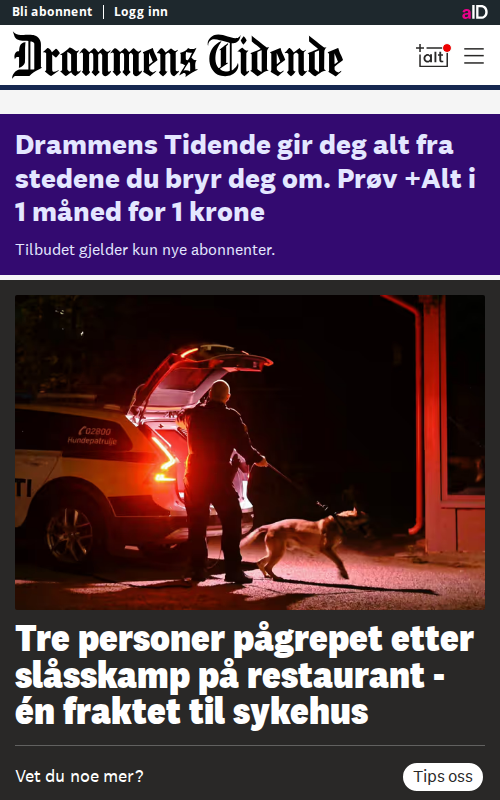 Bli abonnent
Logg inn
aID
Drammens Tidende
+alt
Drammens Tidende gir deg alt fra
stedene du bryr deg om. Prøv +Alt i
1 måned for 1 krone
Tilbudet gjelder kun nye abonnenter.
02800
Hundepatrulje
TI
Tre personer pågrepet etter
slåsskamp på restaurant -
én fraktet til sykehus
Vet du noe mer?
Tips oss